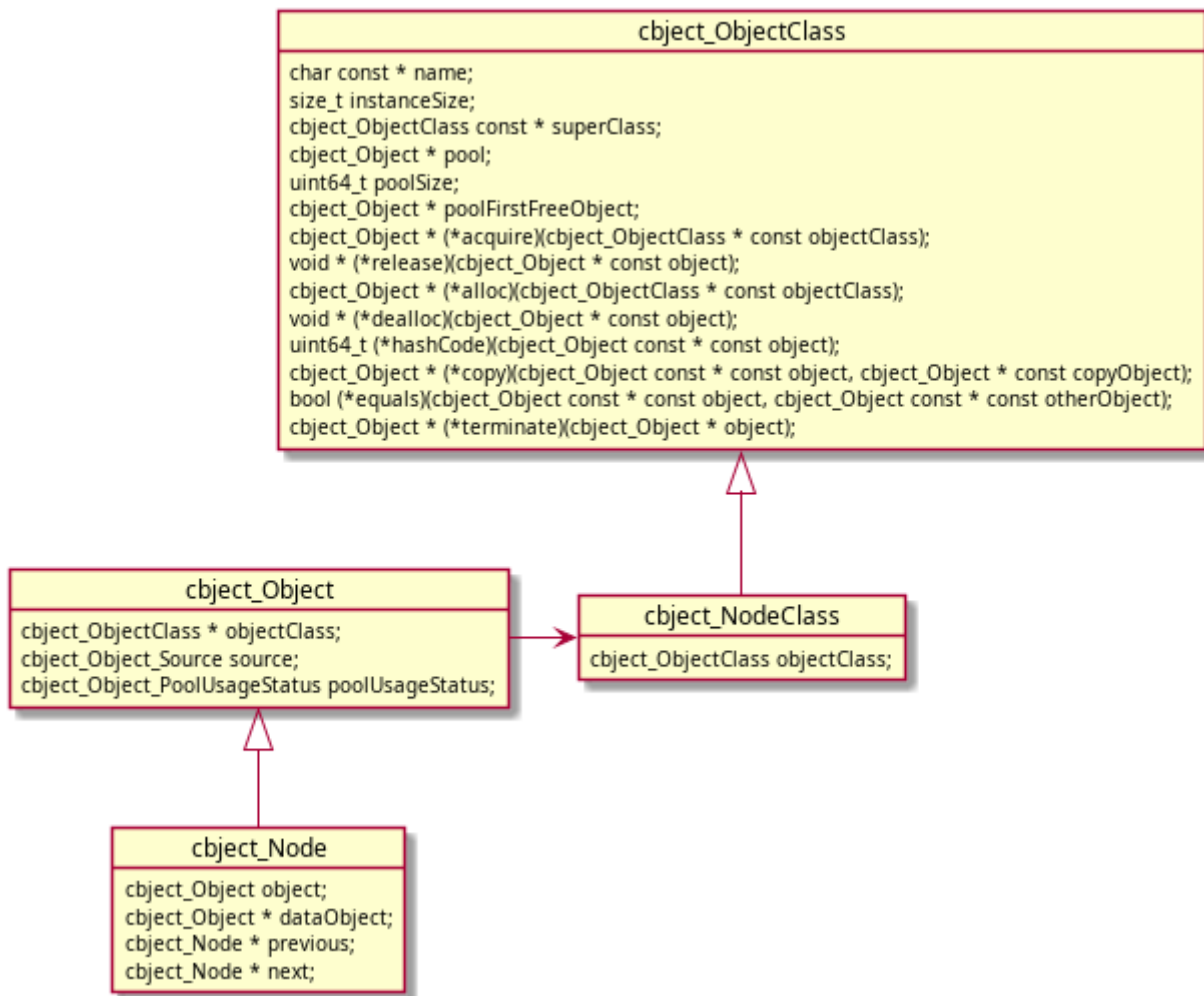 cbject_ObjectClass
char const * name;
size_t instanceSize;
cbject_ObjectClass const * superClass;
cbject_Object * pool;
uint64_t poolSize;
cbject_Object * poolFirstFreeObject;
cbject_Object * (*acquire)(cbject_ObjectClass * const objectClass);
void * (*release)(cbject_Object * const object);
cbject_Object * (*alloc)(cbject_ObjectClass * const objectClass);
void * (*dealloc)(cbject_Object * const object);
uint64_t (*hashCode)(cbject_Object const * const object);
cbject_Object * (*copy)(cbject_Object const * const object, cbject_Object * const copyObject);
bool (*equals)(cbject_Object const * const object, cbject_Object const * const otherObject);
cbject_Object * (*terminate)(cbject_Object * object);
cbject_Object
cbject_ObjectClass * objectClass;
cbject_Object_Source source;
cbject_Object_PoolUsageStatus poolUsageStatus;
cbject_NodeClass
cbject_ObjectClass objectClass;
cbject_Node
cbject_Object object;
cbject_Object * dataObject;
cbject_Node * previous;
cbject_Node * next;